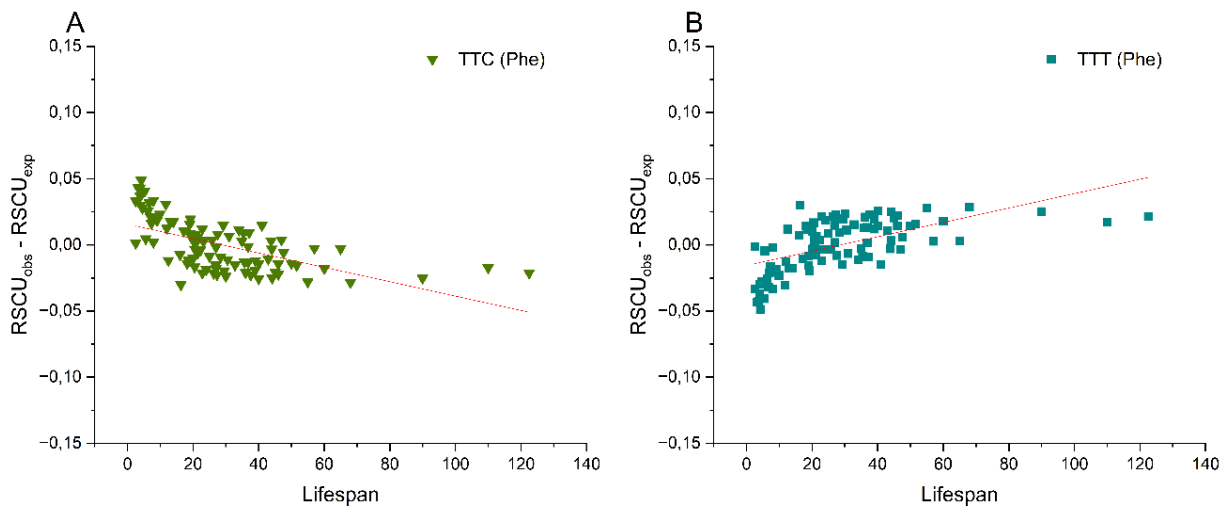 A
TTC (Phe)
0,15
0,10
0,05
0,00
−0,05
−0,10
−0,15
RSCUobs - RSCUexp
0 20 40 60 80 100 120 140
Lifespan
B
TTT (Phe)
0,15
0,10
0,05
0,00
−0,05
−0,10
−0,15
RSCUobs - RSCUexp
0 20 40 60 80 100 120 140
Lifespan